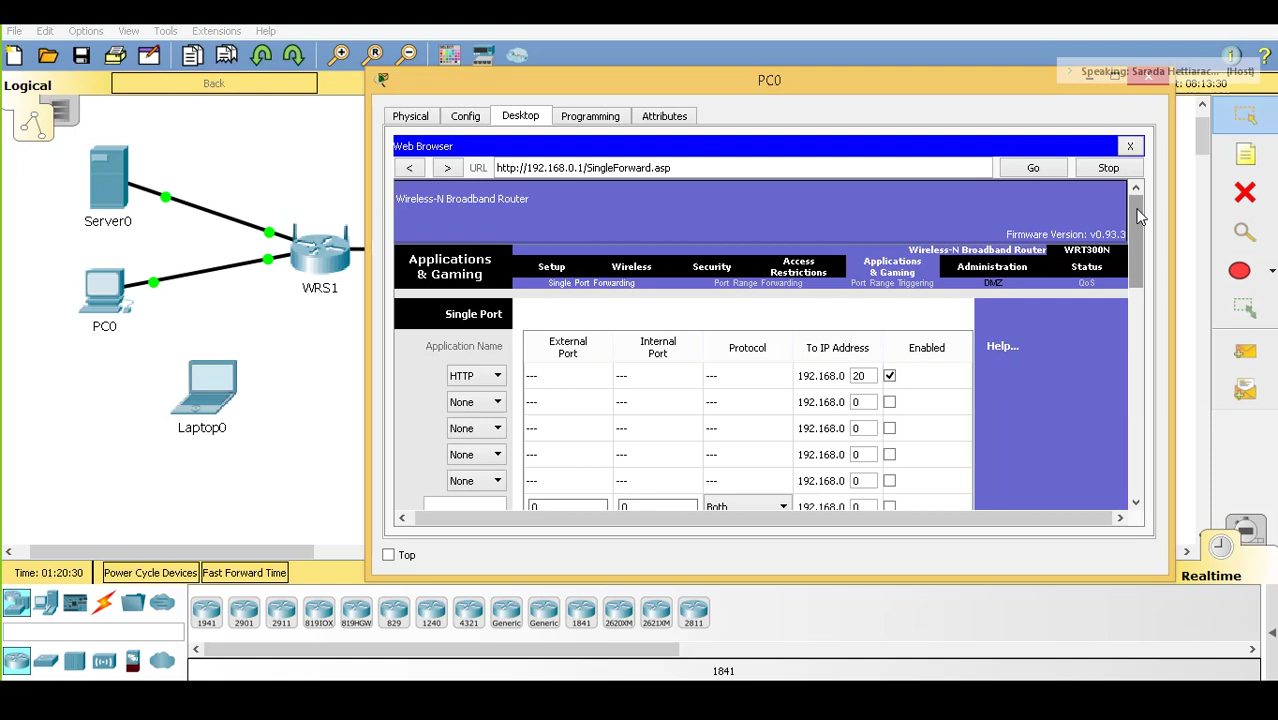 File Edit Options View Tools Extensions Help
Speaking: Sarada Hettiarac... (Host)
Logical
Back
PC0
08:13:30
Physical Config Desktop Programming Attributes
Web Browser X
< > URL http://192.168.0.1/SingleForward.asp Go Stop
Wireless-N Broadband Router
Firmware Version: v0.93.3
Wireless-N Broadband Router WRT300N
Applications & Gaming
Setup Wireless Security Access Restrictions Applications & Gaming Administration Status
Single Port Forwarding Port Range Forwarding Port Range Triggering DMZ QoS
Single Port
Application Name External Port Internal Port Protocol To IP Address Enabled
Help...
HTTP --- --- --- 192.168.0 20
None --- --- --- 192.168.0 0
None --- --- --- 192.168.0 0
None --- --- --- 192.168.0 0
None --- --- --- 192.168.0 0
0 0 Both 192.168.0 0
Top
Server0
PC0
WRS1
Laptop0
Time: 01:20:30 Power Cycle Devices Fast Forward Time
Realtime
1941 2901 2911 819IOX 819HGW 829 1240 4321 Generic Generic 1841 2620XM 2621XM 2811
1841